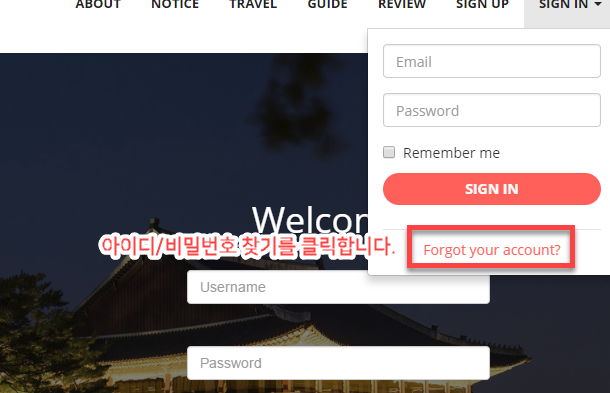 ABOUT NOTICE TRAVEL GUIDE REVIEW SIGN UP SIGN IN
Email
Password
Remember me
SIGN IN
Welcom
아이디/비밀번호 찾기를 클릭합니다.
Forgot your account?
Username
Password